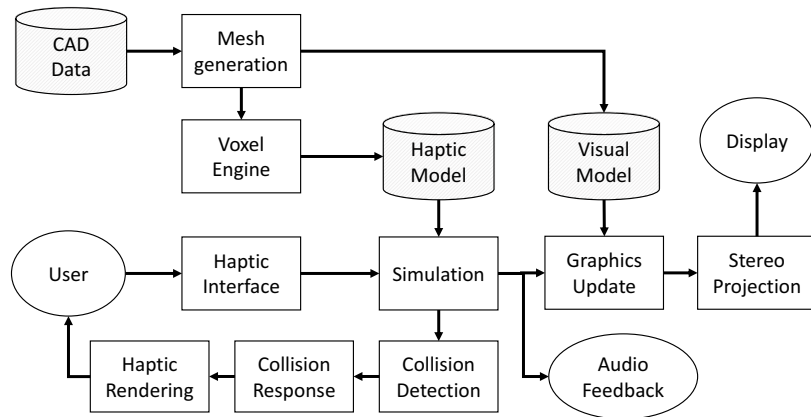 CAD
Data
Mesh
generation
Voxel
Engine
Haptic
Model
Visual
Model
Display
User
Haptic
Interface
Simulation
Graphics
Update
Stereo
Projection
Haptic
Rendering
Collision
Response
Collision
Detection
Audio
Feedback